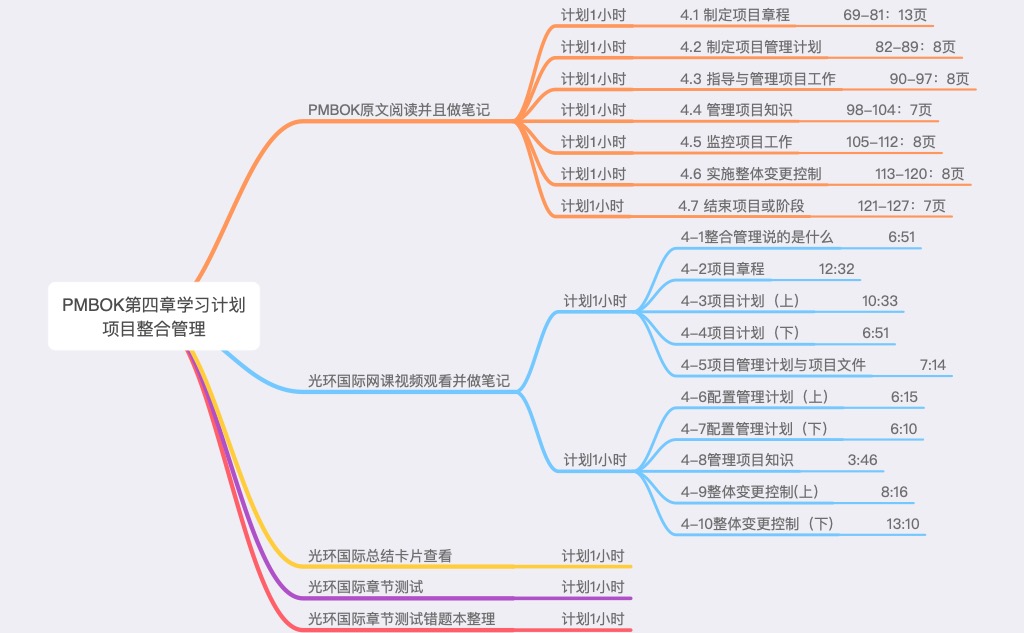 PMBOK第四章学习计划
项目整合管理
PMBOK原文阅读并且做笔记
计划1小时 4.1 制定项目章程 69-81：13页
计划1小时 4.2 制定项目管理计划 82-89：8页
计划1小时 4.3 指导与管理项目工作 90-97：8页
计划1小时 4.4 管理项目知识 98-104：7页
计划1小时 4.5 监控项目工作 105-112：8页
计划1小时 4.6 实施整体变更控制 113-120：8页
计划1小时 4.7 结束项目或阶段 121-127：7页
光环国际网课视频观看并做笔记
计划1小时
4-1整合管理说的是什么 6:51
4-2项目章程 12:32
4-3项目计划（上） 10:33
4-4项目计划（下） 6:51
4-5项目管理计划与项目文件 7:14
计划1小时
4-6配置管理计划（上） 6:15
4-7配置管理计划（下） 6:10
4-8管理项目知识 3:46
4-9整体变更控制(上） 8:16
4-10整体变更控制（下） 13:10
光环国际总结卡片查看 计划1小时
光环国际章节测试 计划1小时
光环国际章节测试错题本整理 计划1小时